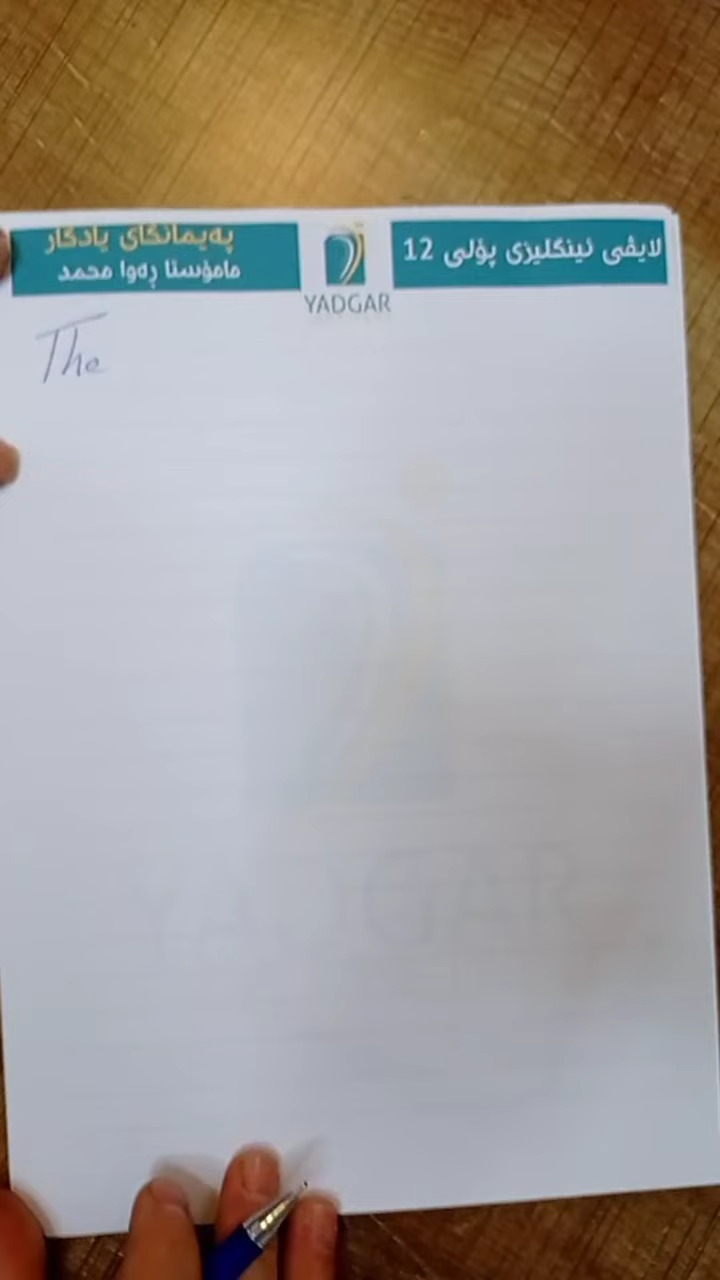 لایڤی ئینگلیزی پۆلی 12
پەیمانگای یادگار
مامۆستا ڕەوا محمد
YADGAR
The